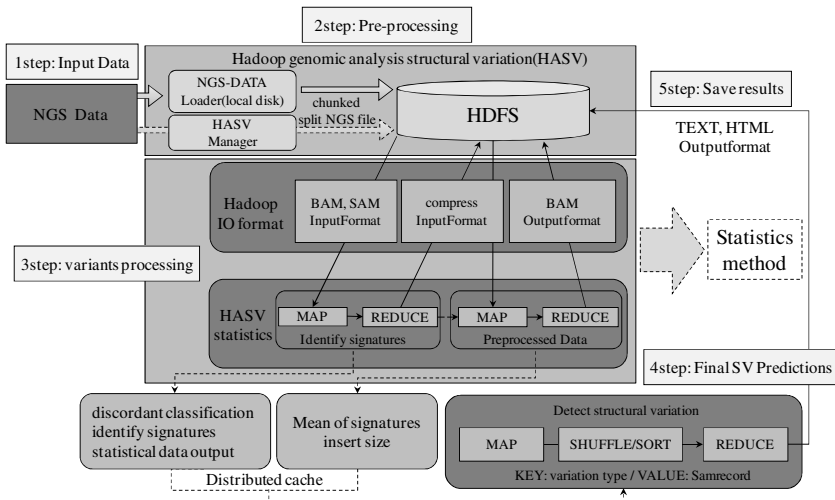 2step: Pre-processing
1step: Input Data
Hadoop genomic analysis structural variation(HASV)
NGS Data
NGS-DATA
Loader(local disk)
HASV
Manager
chunked
split NGS file
HDFS
5step: Save results
TEXT, HTML
Outputformat
Hadoop
IO format
BAM, SAM
InputFormat
compress
InputFormat
BAM
Outputformat
3step: variants processing
Statistics
method
HASV
statistics
MAP
REDUCE
Identify signatures
MAP
REDUCE
Preprocessed Data
4step: Final SV Predictions
discordant classification
identify signatures
statistical data output
Mean of signatures
insert size
Distributed cache
Detect structural variation
MAP
SHUFFLE/SORT
REDUCE
KEY: variation type / VALUE: Samrecord